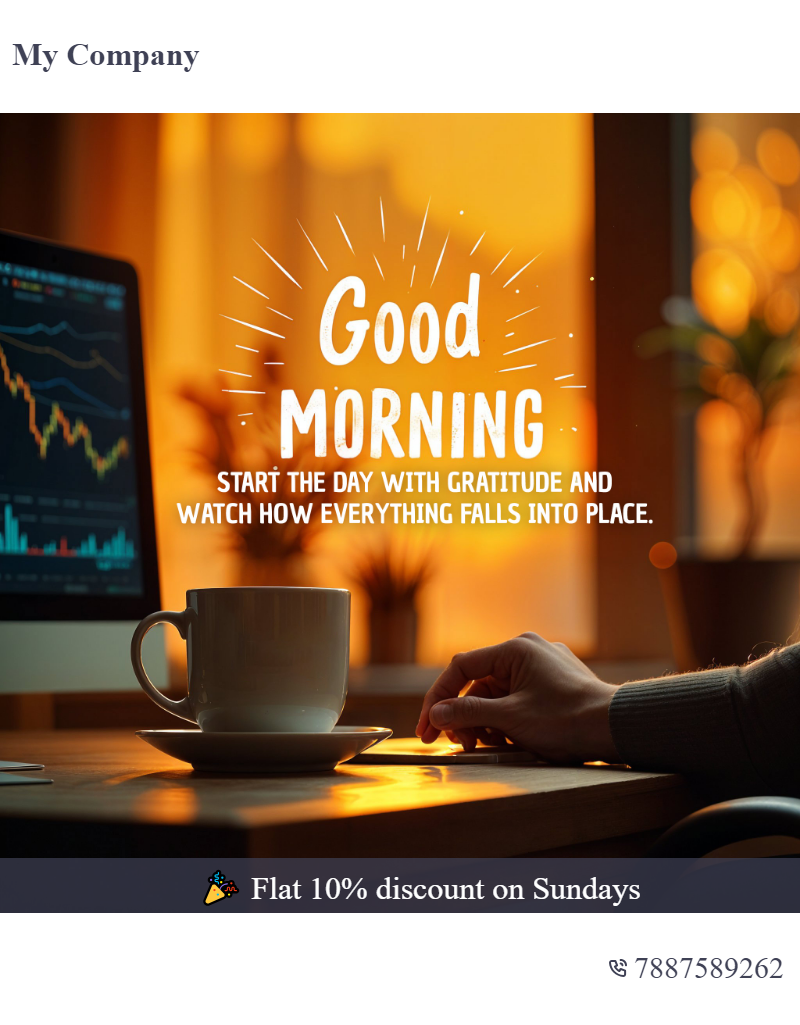 My Company
Good
MORNING
START THE DAY WITH GRATITUDE AND
WATCH HOW EVERYTHING FALLS INTO PLACE.
Flat 10% discount on Sundays
7887589262